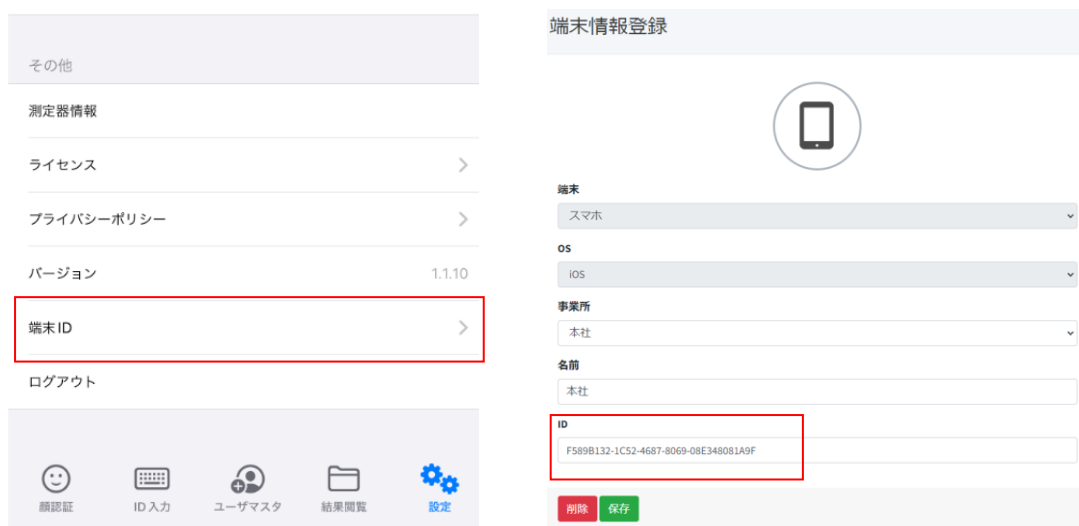 その他
測定器情報
ライセンス
プライバシーポリシー
バージョン 1.1.10
端末ID
ログアウト
顔認証 ID入力 ユーザマスタ 結果閲覧 設定
端末情報登録
端末
スマホ
OS
iOS
事業所
本社
名前
本社
ID
F589B132-1C52-4687-8069-08E348081A9F
削除 保存